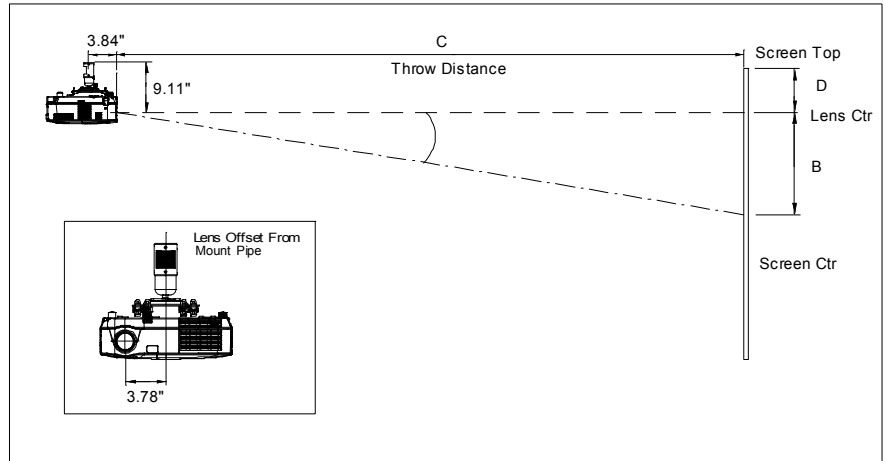 3.84"
C
Screen Top
Throw Distance
D
9.11"
Lens Ctr
B
Lens Offset From
Mount Pipe
Screen Ctr
3.78"